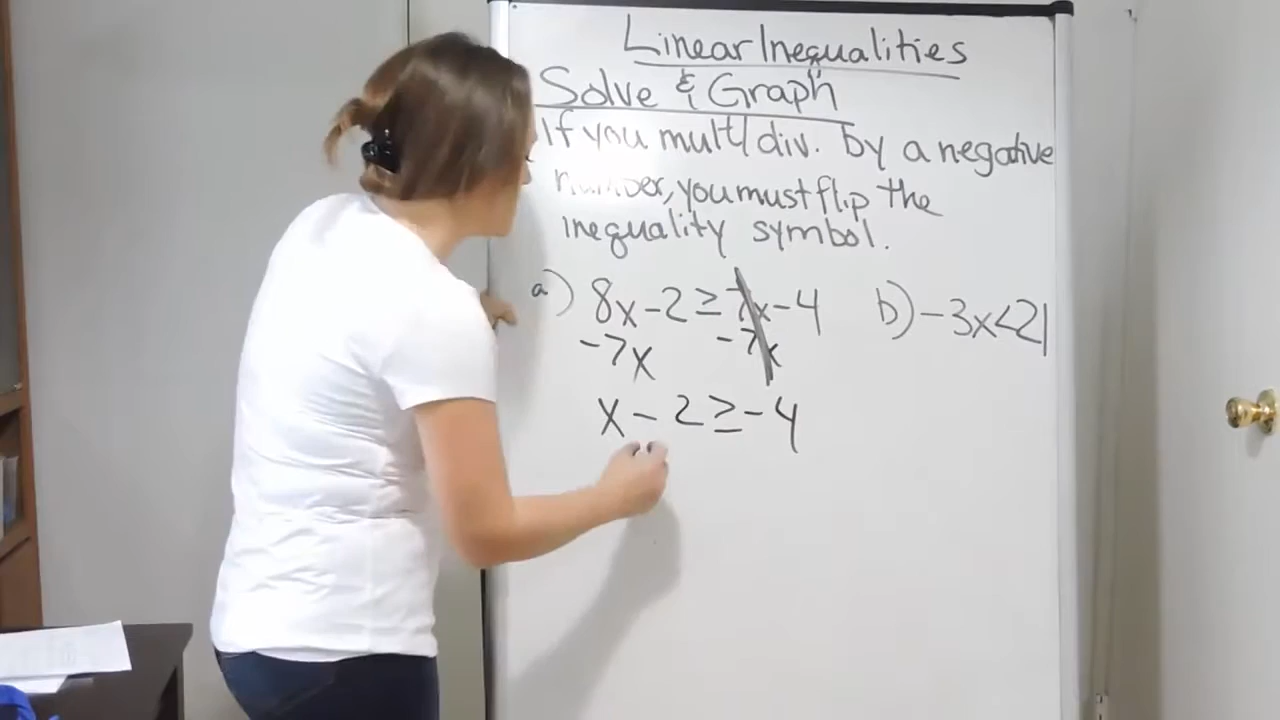 Linear Inequalities
Solve & Graph
If you mult/div. by a negative
number, you must flip the
inequality symbol.
a) 8x-2≥7x-4 b) -3x<21
-7x -7x
x-2≥-4